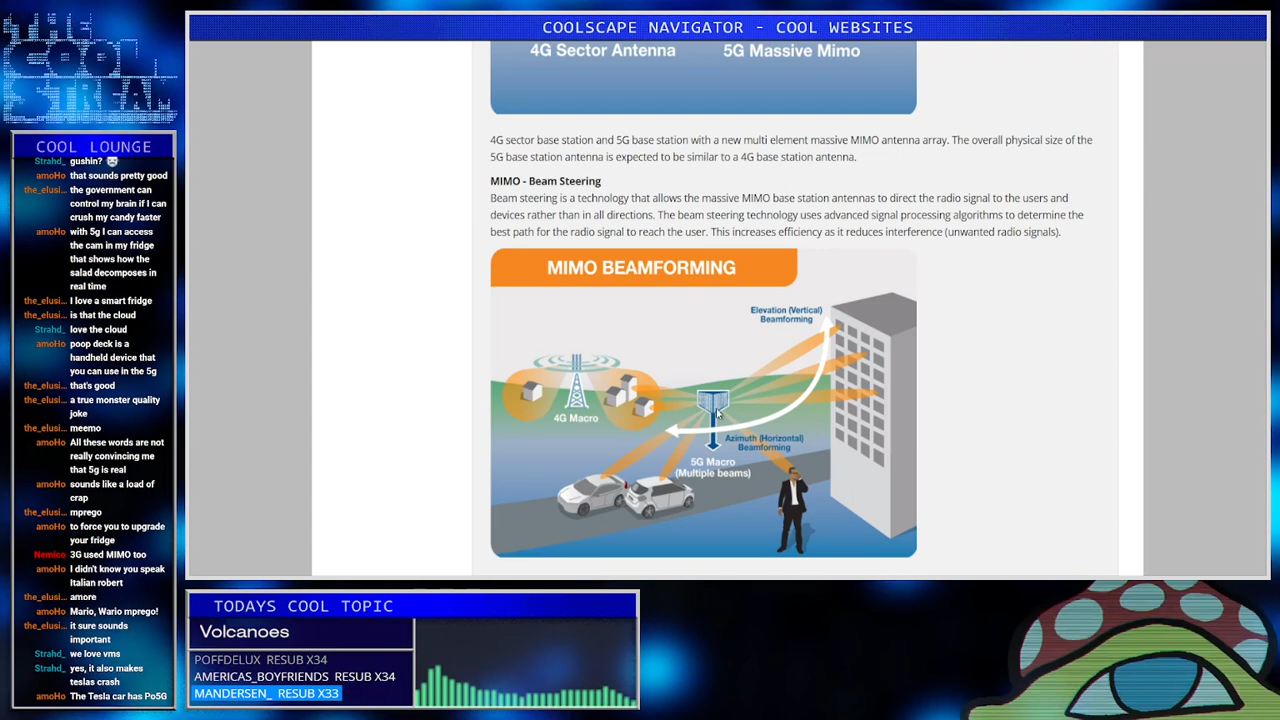 COOLSCAPE NAVIGATOR - COOL WEBSITES
COOL LOUNGE
Strahd_ gushin?
amoHo that sounds pretty good
the_elusi... the government can
control my brain if I can
crush my candy faster
amoHo with 5g I can access
the cam in my fridge
that shows how the
salad decomposes in
real time
the_elusi... I love a smart fridge
the_elusi... is that the cloud
Strahd_ love the cloud
amoHo poop deck is a
handheld device that
you can use in the 5g
the_elusi... that's good
the_elusi... a true monster quality
joke
the_elusi... meemo
amoHo All these words are not
really convincing me
that 5g is real
amoHo sounds like a load of
crap
the_elusi... mprego
amoHo to force you to upgrade
your fridge
Nemico 3G used MIMO too
amoHo I didn't know you speak
Italian robert
the_elusi... amore
amoHo Mario, Wario mprego!
the_elusi... it sure sounds
important
Strahd_ we love vms
Strahd_ yes, it also makes
teslas crash
amoHo The Tesla car has Po5G
4G Sector Antenna
5G Massive Mimo
4G sector base station and 5G base station with a new multi element massive MIMO antenna array. The overall physical size of the
5G base station antenna is expected to be similar to a 4G base station antenna.
MIMO - Beam Steering
Beam steering is a technology that allows the massive MIMO base station antennas to direct the radio signal to the users and
devices rather than in all directions. The beam steering technology uses advanced signal processing algorithms to determine the
best path for the radio signal to reach the user. This increases efficiency as it reduces interference (unwanted radio signals).
MIMO BEAMFORMING
Elevation (Vertical)
Beamforming
4G Macro
Azimuth (Horizontal)
Beamforming
5G Macro
(Multiple beams)
TODAYS COOL TOPIC
Volcanoes
POFFDELUX RESUB X34
AMERICAS_BOYFRIENDS RESUB X34
MANDERSEN_ RESUB X33